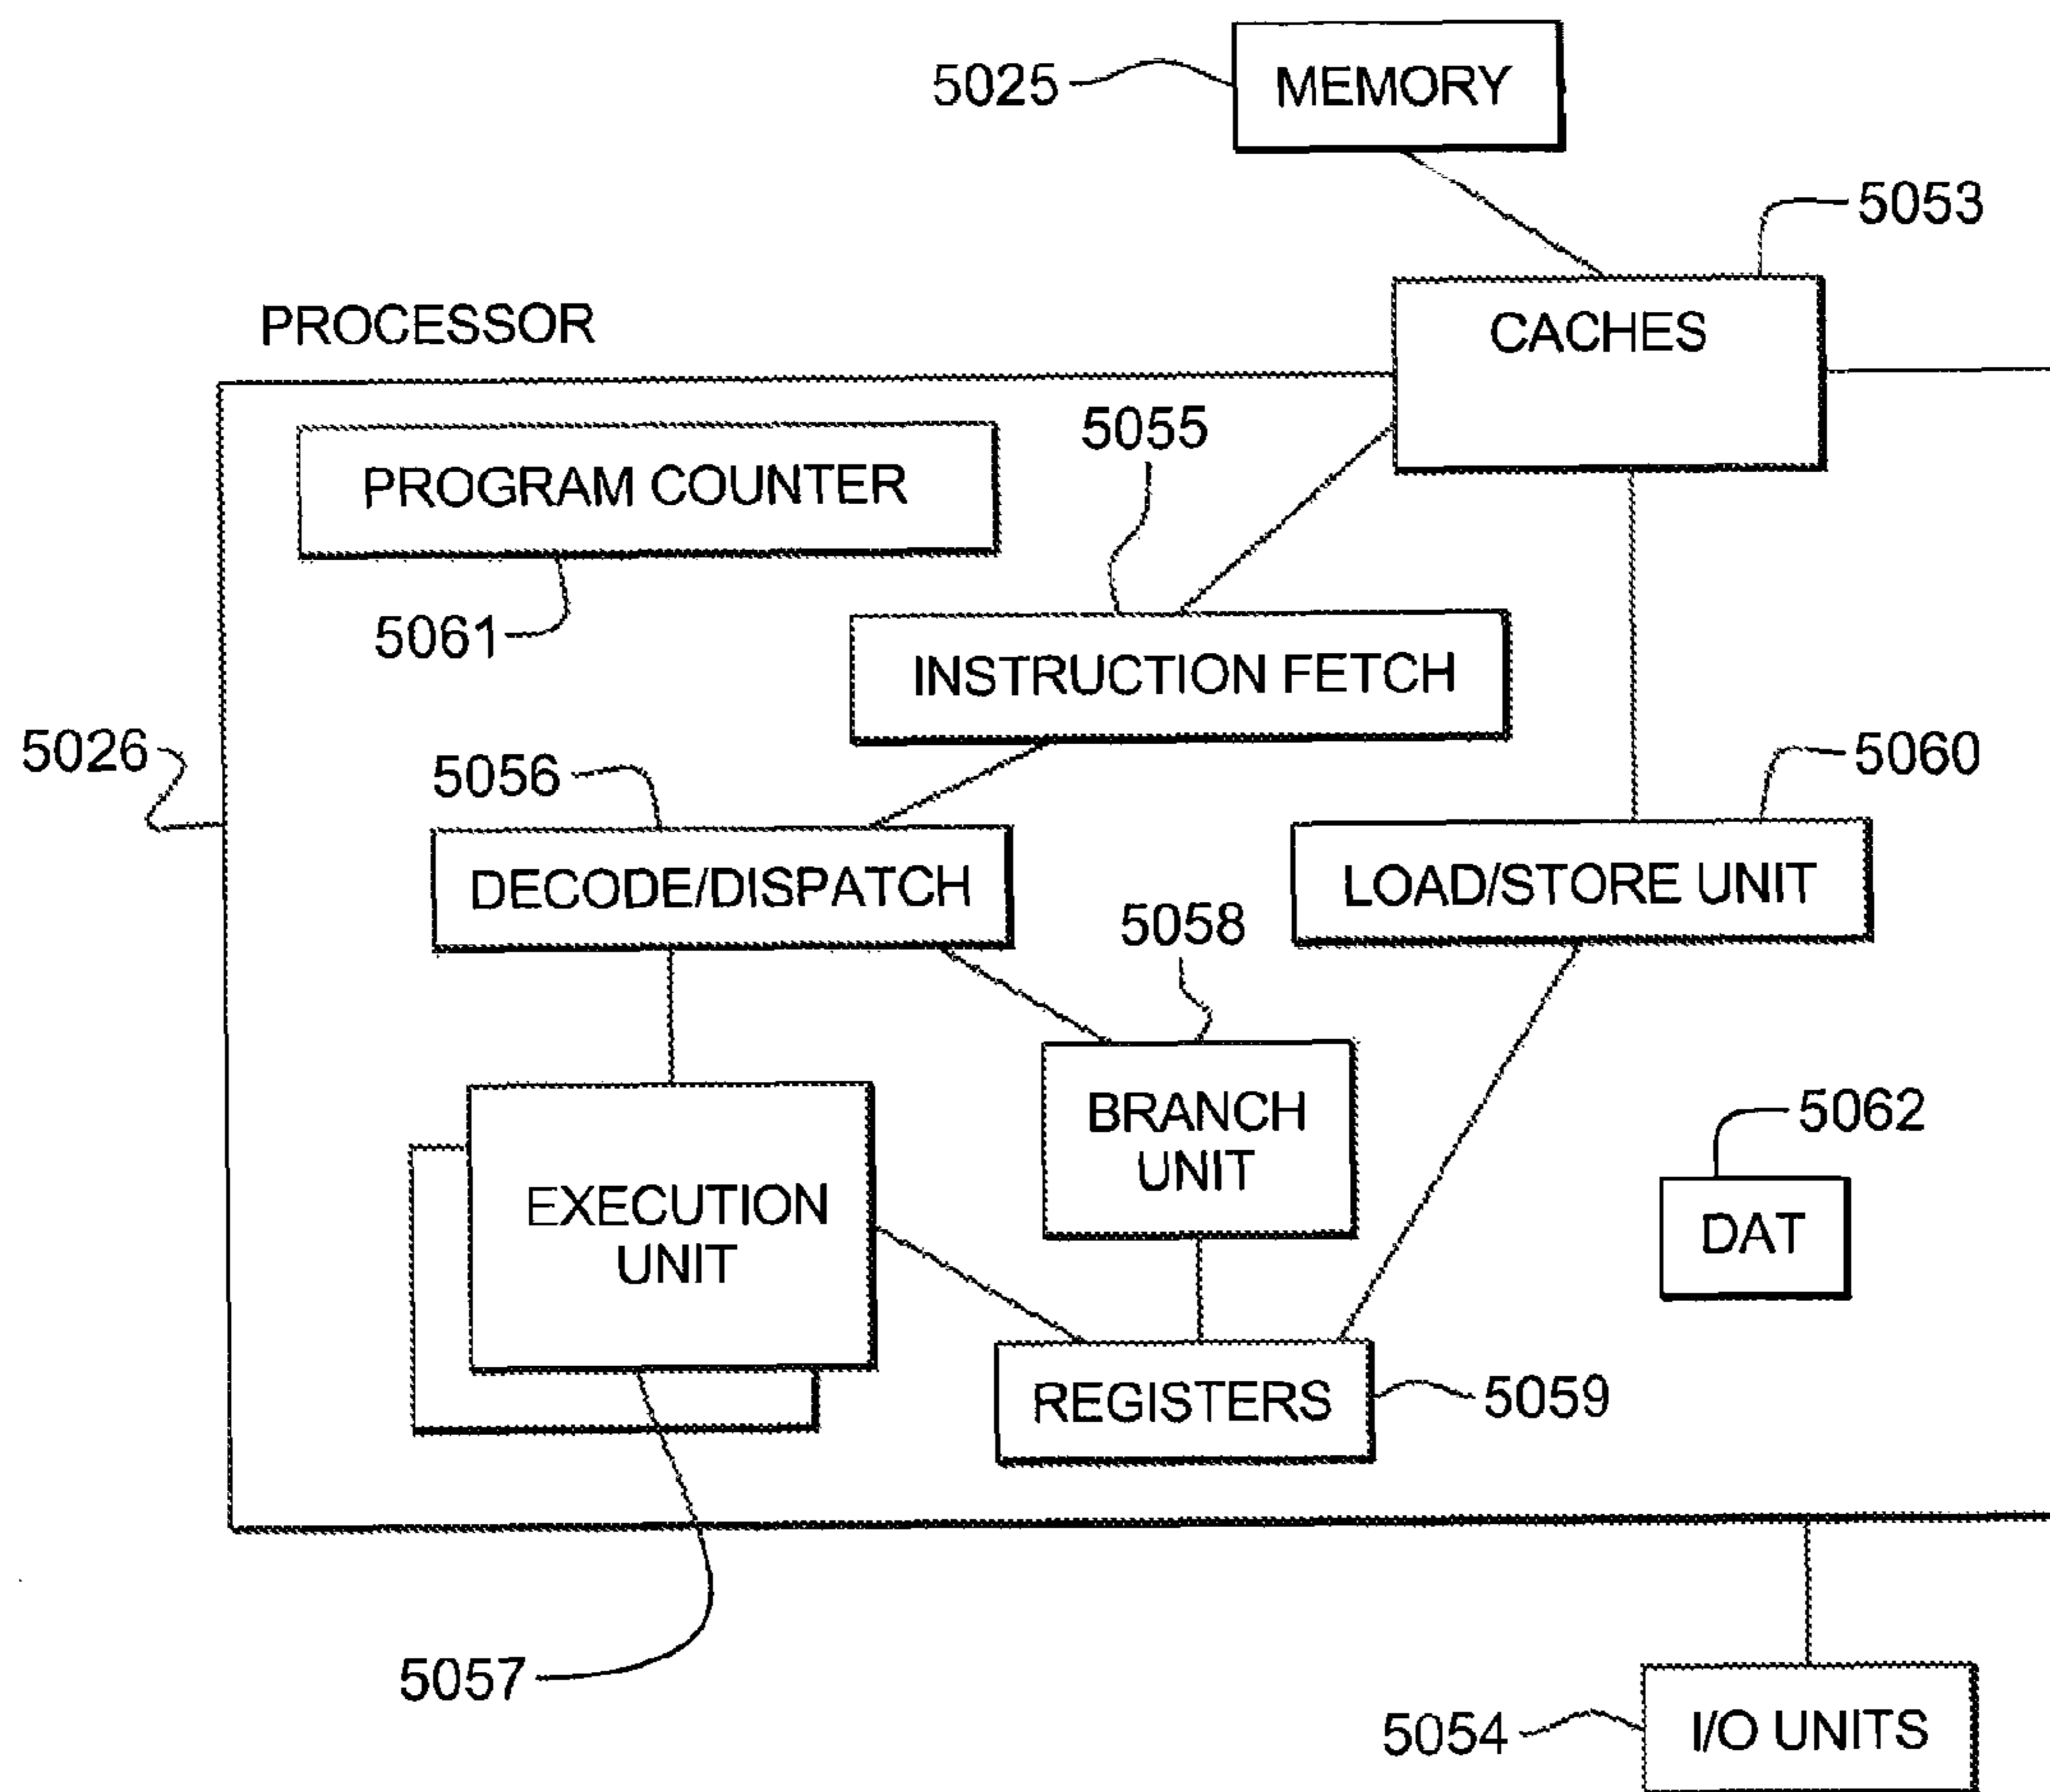 MEMORY
5025
5053
CACHES
PROCESSOR
5055
PROGRAM COUNTER
5061
INSTRUCTION FETCH
5026
5056
5060
DECODE/DISPATCH
LOAD/STORE UNIT
5058
BRANCH
UNIT
5062
EXECUTION
UNIT
DAT
REGISTERS
5059
5057
5054
I/O UNITS